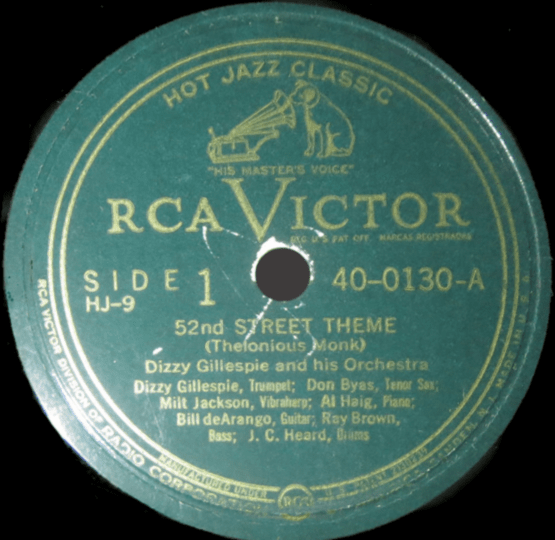 HOT JAZZ CLASSIC
"HIS MASTER'S VOICE"
RCA VICTOR
REG. U.S. PAT. OFF. MARCAS REGISTRADAS
SIDE 1
40-0130-A
HJ-9
52nd STREET THEME
(Thelonious Monk)
Dizzy Gillespie and his Orchestra
Dizzy Gillespie, Trumpet; Don Byas, Tenor Sax;
Milt Jackson, Vibraharp; Al Haig, Piano;
Bill deArango, Guitar; Ray Brown,
Bass; J. C. Heard, Drums
MANUFACTURED UNDER
RCA
RCA VICTOR DIVISION OF RADIO CORPORATION
CAMDEN, N. J. MADE IN U. S. A.